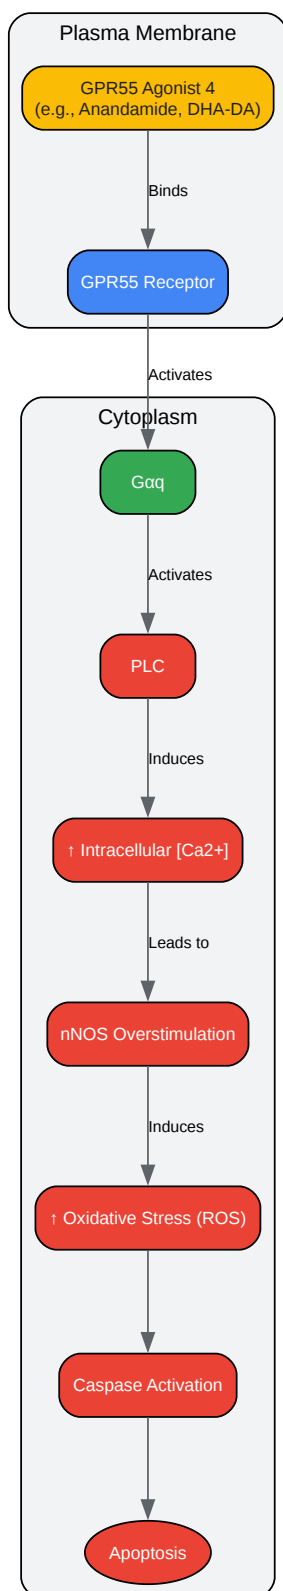 Plasma Membrane
GPR55 Agonist 4
(e.g., Anandamide, DHA-DA)
Binds
GPR55 Receptor
Activates
Cytoplasm
Gαq
Activates
PLC
Induces
↑ Intracellular [Ca2+]
Leads to
nNOS Overstimulation
Induces
↑ Oxidative Stress (ROS)
Caspase Activation
Apoptosis